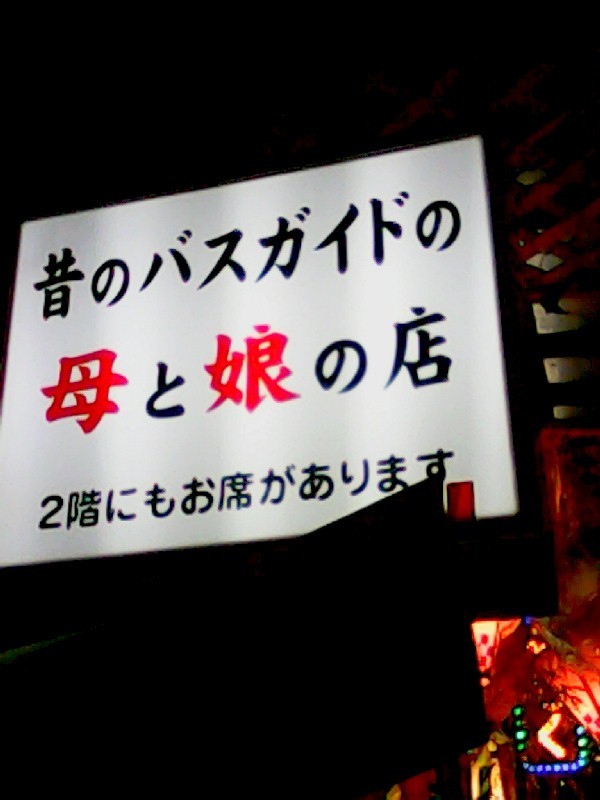 昔のバスガイドの
母と娘の店
2階にもお席があります
く